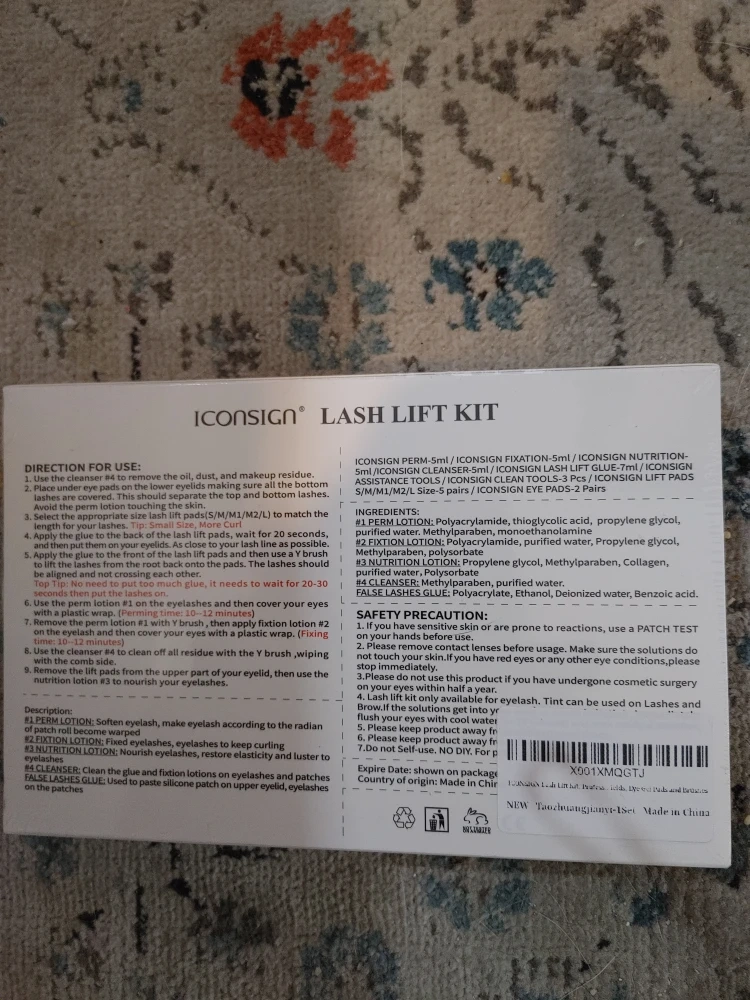 ICONSIGN® LASH LIFT KIT
DIRECTION FOR USE:
1. Use the cleanser #4 to remove the oil, dust, and makeup residue.
2. Place under eye pads on the lower eyelids making sure all the bottom
lashes are covered. This should separate the top and bottom lashes.
Avoid the perm lotion touching the skin.
3. Select the appropriate size lash lift pads(S/M/M1/M2/L) to match the
length for your lashes. Tip: Small Size, More Curl
4. Apply the glue to the back of the lash lift pads, wait for 20 seconds,
and then put them on your eyelids. As close to your lash line as possible.
5. Apply the glue to the front of the lash lift pads and then use a Y brush
to lift the lashes from the root back onto the pads. The lashes should
be aligned and not crossing each other.
Top Tip: No need to put too much glue, it needs to wait for 20-30
seconds then put the lashes on.
6. Use the perm lotion #1 on the eyelashes and then cover your eyes
with a plastic wrap. (Perming time: 10--12 minutes)
7. Remove the perm lotion #1 with Y brush , then apply fixtion lotion #2
on the eyelash and then cover your eyes with a plastic wrap. (Fixing
time: 10--12 minutes)
8. Use the cleanser #4 to clean off all residue with the Y brush ,wiping
with the comb side.
9. Remove the lift pads from the upper part of your eyelid, then use the
nutrition lotion #3 to nourish your eyelashes.
Description:
#1 PERM LOTION: Soften eyelash, make eyelash according to the radian
of patch roll become warped
#2 FIXTION LOTION: Fixed eyelashes, eyelashes to keep curling
#3 NUTRITION LOTION: Nourish eyelashes, restore elasticity and luster to
eyelashes
#4 CLEANSER: Clean the glue and fixtion lotions on eyelashes and patches
FALSE LASHES GLUE: Used to paste silicone patch on upper eyelid, eyelashes
on the patches
ICONSIGN PERM-5ml / ICONSIGN FIXATION-5ml / ICONSIGN NUTRITION-
5ml /ICONSIGN CLEANSER-5ml / ICONSIGN LASH LIFT GLUE-7ml / ICONSIGN
ASSISTANCE TOOLS / ICONSIGN CLEAN TOOLS-3 Pcs / ICONSIGN LIFT PADS
S/M/M1/M2/L Size-5 pairs / ICONSIGN EYE PADS-2 Pairs
INGREDIENTS:
#1 PERM LOTION: Polyacrylamide, thioglycolic acid, propylene glycol,
purified water. Methylparaben, monoethanolamine
#2 FIXTION LOTION: Polyacrylamide, purified water, Propylene glycol,
Methylparaben, polysorbate
#3 NUTRITION LOTION: Propylene glycol, Methylparaben, Collagen,
purified water, Polysorbate
#4 CLEANSER: Methylparaben, purified water.
FALSE LASHES GLUE: Polyacrylate, Ethanol, Deionized water, Benzoic acid.
SAFETY PRECAUTION:
1. If you have sensitive skin or are prone to reactions, use a PATCH TEST
on your hands before use.
2. Please remove contact lenses before usage. Make sure the solutions do
not touch your skin.If you have red eyes or any other eye conditions,please
stop immediately.
3.Please do not use this product if you have undergone cosmetic surgery
on your eyes within half a year.
4. Lash lift kit only available for eyelash. Tint can be used on Lashes and
Brow.If the solutions get into
flush your eyes with cool water
5. Please keep product away
6. Please keep product away
7.Do not Self-use. NO DIY. For
Expire Date: shown on package
Country of origin: Made in
X001XMQGTJ
NEW Taozhuangjianyi-1Set Made in China